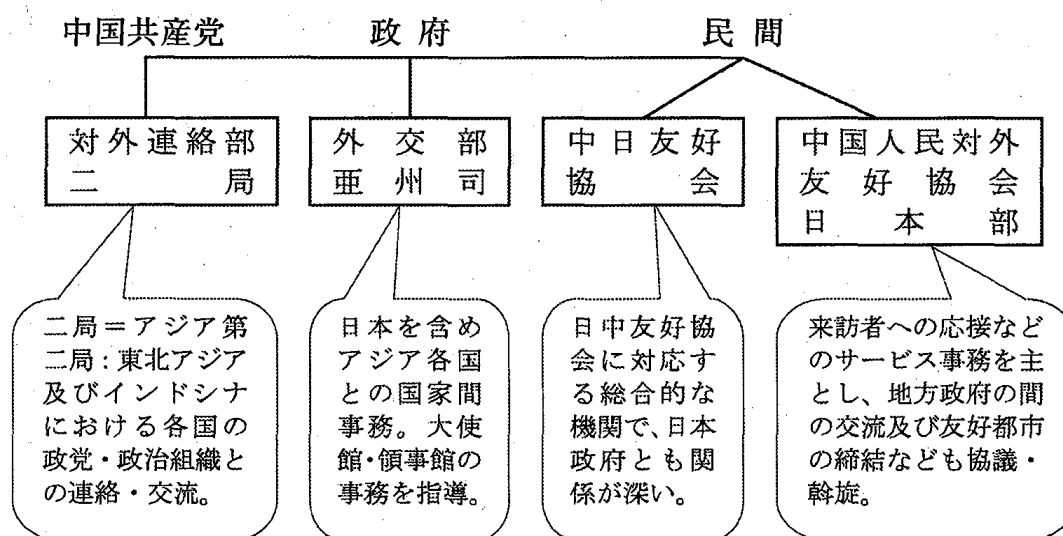 中国共産党 政府 民間
対外連絡部
二局
外交部
亜州司
中日友好
協会
中国人民対外
友好協会
日本部
二局＝アジア第
二局：東北アジア
及びインドシナ
における各国の
政党・政治組織と
の連絡・交流。
日本を含め
アジア各国
との国家間
事務。大使
館・領事館の
事務を指導。
日中友好協
会に対応す
る総合的な
機関で、日本
政府とも関
係が深い。
来訪者への応接など
のサービス事務を主
とし、地方政府の間
の交流及び友好都市
の締結なども協議・
斡旋。